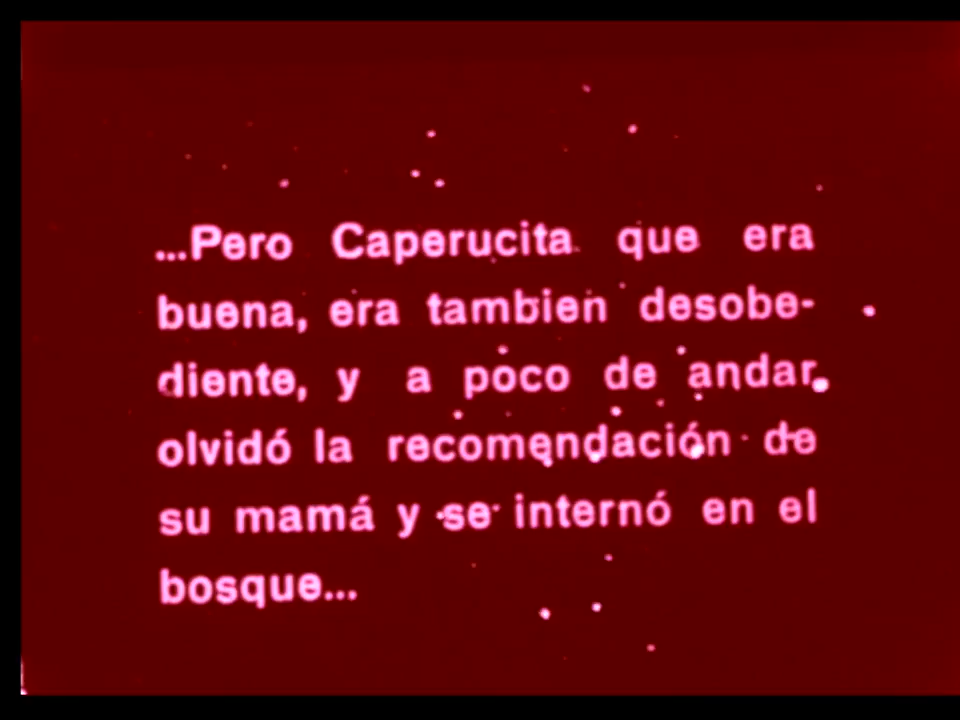 ...Pero Caperucita que era
buena, era tambien desobe-
diente, y a poco de andar
olvidó la recomendación de
su mamá y se internó en el
bosque...